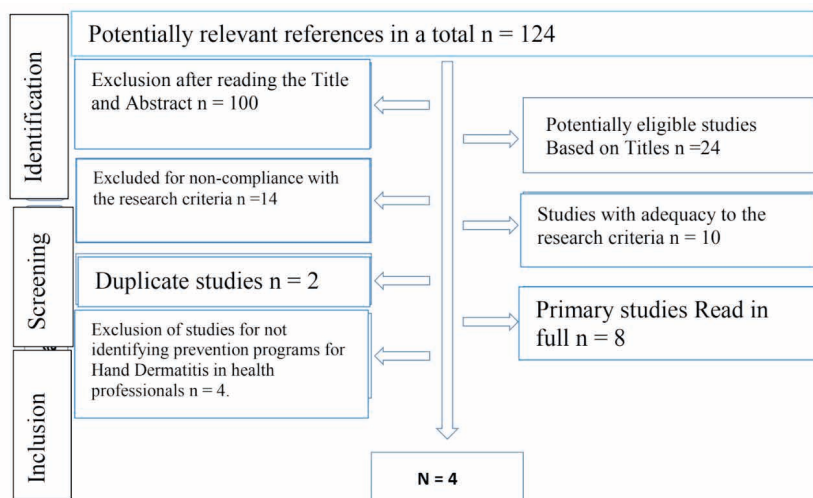 Identification
Potentially relevant references in a total n = 124
Exclusion after reading the Title
and Abstract n = 100
Potentially eligible studies
Based on Titles n =24
Excluded for non-compliance with
the research criteria n =14
Studies with adequacy to the
research criteria n = 10
Screening
Duplicate studies n = 2
Primary studies Read in
full n = 8
Exclusion of studies for not
identifying prevention programs for
Hand Dermatitis in health
professionals n = 4.
Inclusion
N = 4